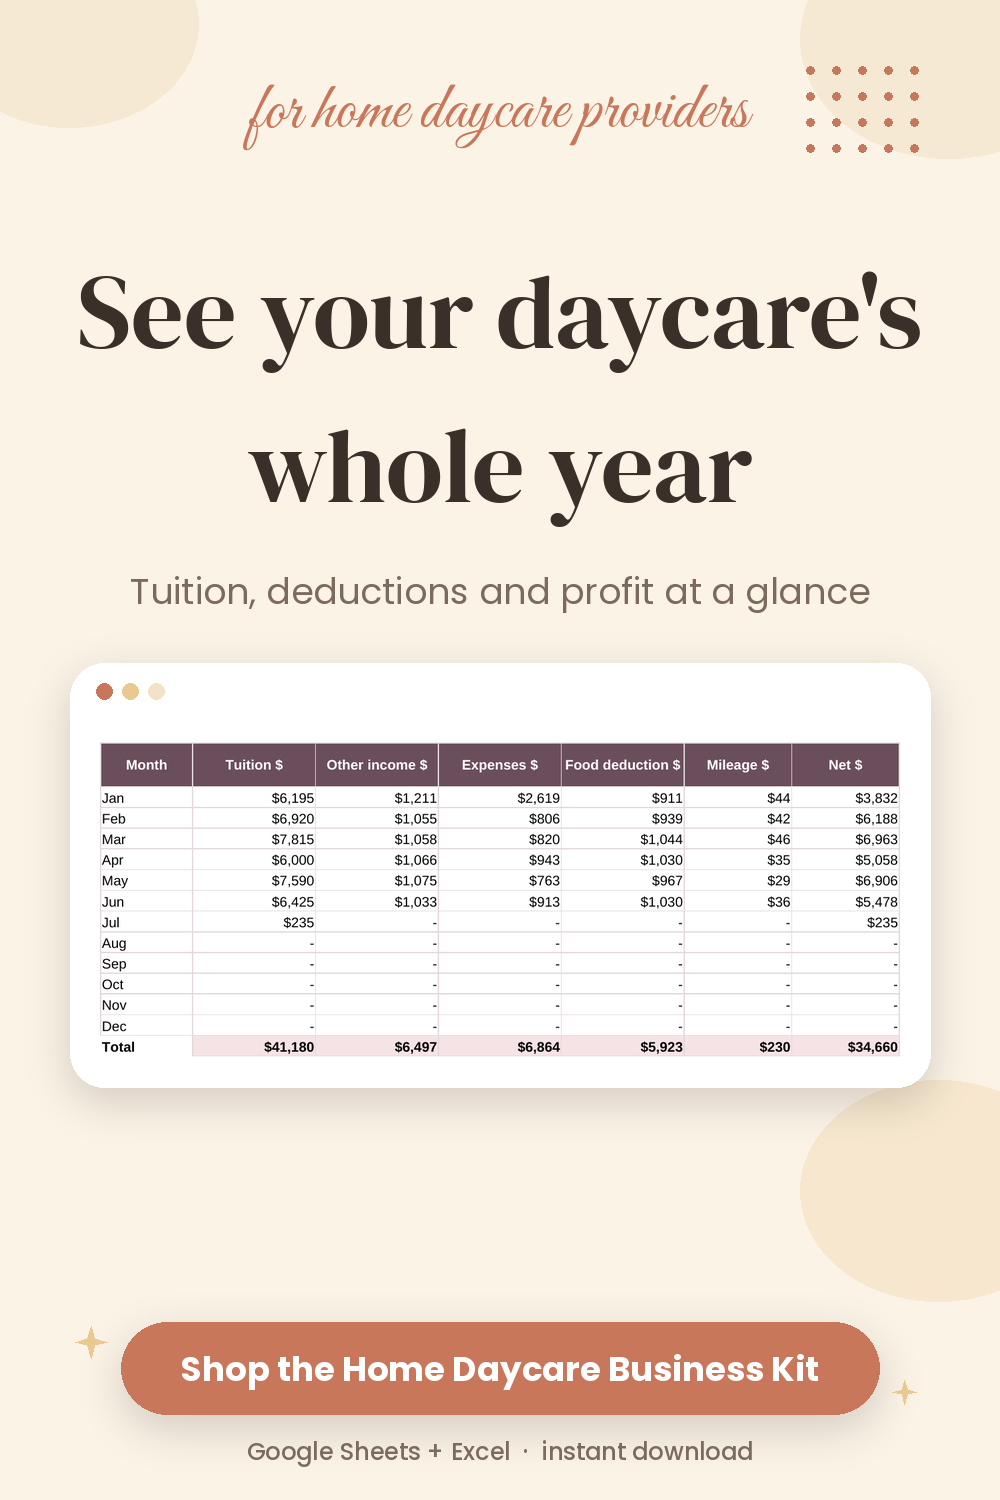 for home daycare providers
See your daycare's
whole year
Tuition, deductions and profit at a glance
Month Tuition $ Other income $ Expenses $ Food deduction $ Mileage $ Net $
Jan $6,195 $1,211 $2,619 $911 $44 $3,832
Feb $6,920 $1,055 $806 $939 $42 $6,188
Mar $7,815 $1,058 $820 $1,044 $46 $6,963
Apr $6,000 $1,066 $943 $1,030 $35 $5,058
May $7,590 $1,075 $763 $967 $29 $6,906
Jun $6,425 $1,033 $913 $1,030 $36 $5,478
Jul $235 - - - - $235
Aug - - - - - -
Sep - - - - - -
Oct - - - - - -
Nov - - - - - -
Dec - - - - - -
Total $41,180 $6,497 $6,864 $5,923 $230 $34,660
Shop the Home Daycare Business Kit
Google Sheets + Excel · instant download